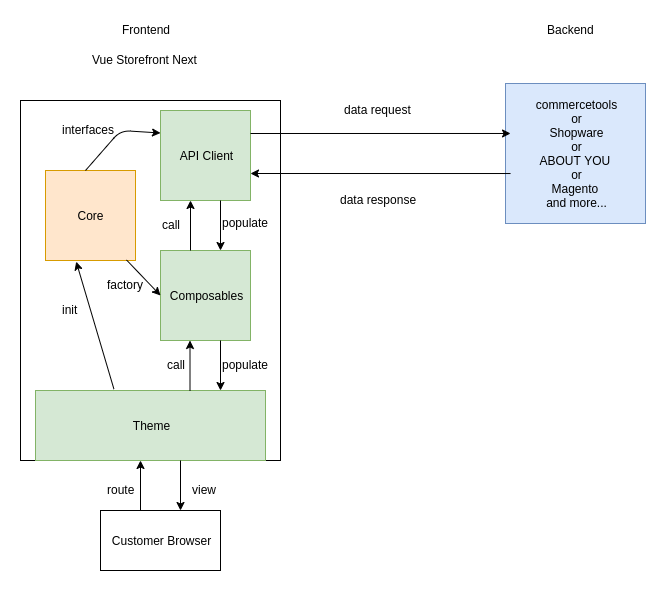 Frontend
Backend
Vue Storefront Next
commercetools
or
Shopware
or
ABOUT YOU
or
Magento
and more...
data request
interfaces
API Client
data response
Core
call
populate
factory
Composables
init
call
populate
Theme
route
view
Customer Browser